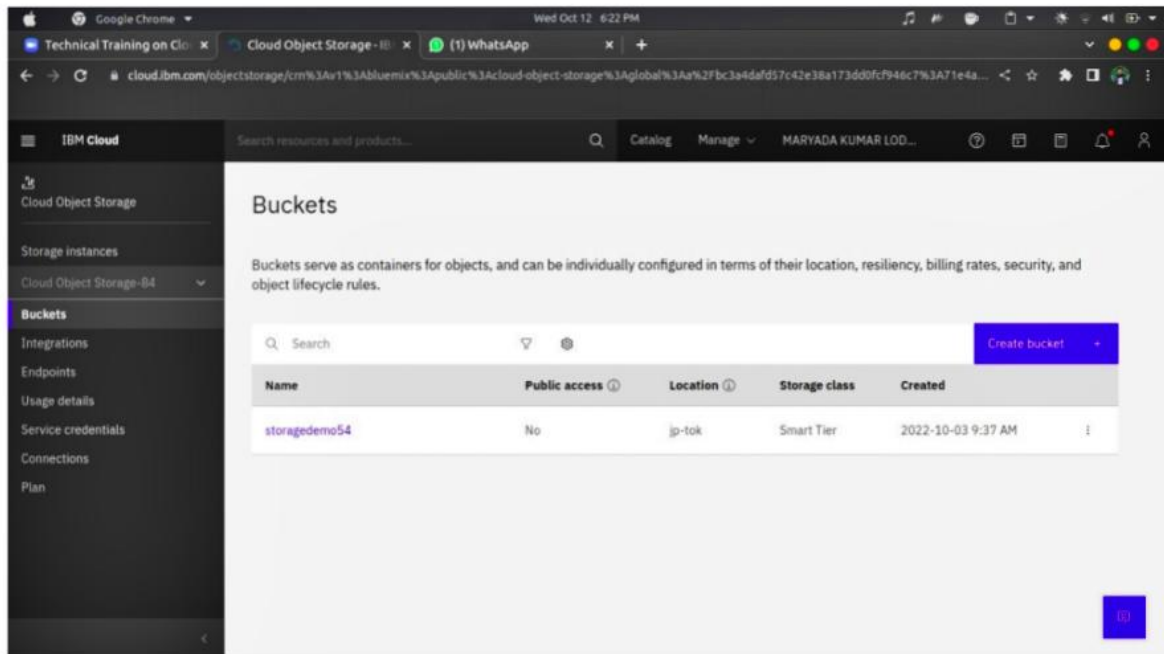 Google Chrome
Wed Oct 12 6:22 PM
Technical Training on Clo
Cloud Object Storage - IB
(1) WhatsApp
cloud.ibm.com/objectstorage/crn%3Av1%3Abluemix%3Apublic%3Acloud-object-storage%3Aglobal%3Aa%2Fbc3a4dafd57c42e38a173dd0fcf946c7%3A71e4a...
IBM Cloud
Search resources and products...
Catalog
Manage
MARYADA KUMAR LOD...
Cloud Object Storage
Storage instances
Cloud Object Storage-B4
Buckets
Integrations
Endpoints
Usage details
Service credentials
Connections
Plan
Buckets
Buckets serve as containers for objects, and can be individually configured in terms of their location, resiliency, billing rates, security, and
object lifecycle rules.
Search
Create bucket +
Name Public access Location Storage class Created
storagedemo54 No jp-tok Smart Tier 2022-10-03 9:37 AM